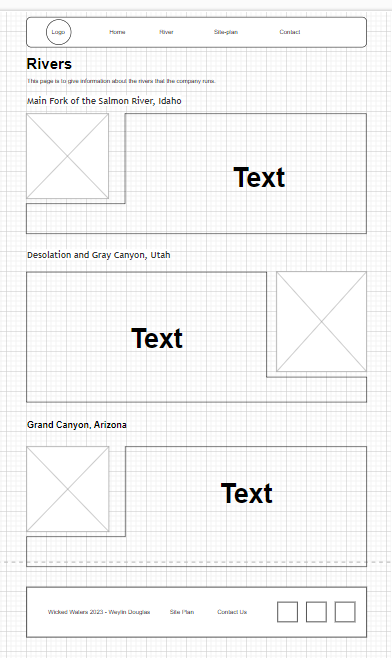 Logo Home River Site-plan Contact
Rivers
This page is to give information about the rivers that the company runs.
Main Fork of the Salmon River, Idaho
Text
Desolation and Gray Canyon, Utah
Text
Grand Canyon, Arizona
Text
Wicked Waters 2023 - Weylin Douglas Site Plan Contact Us